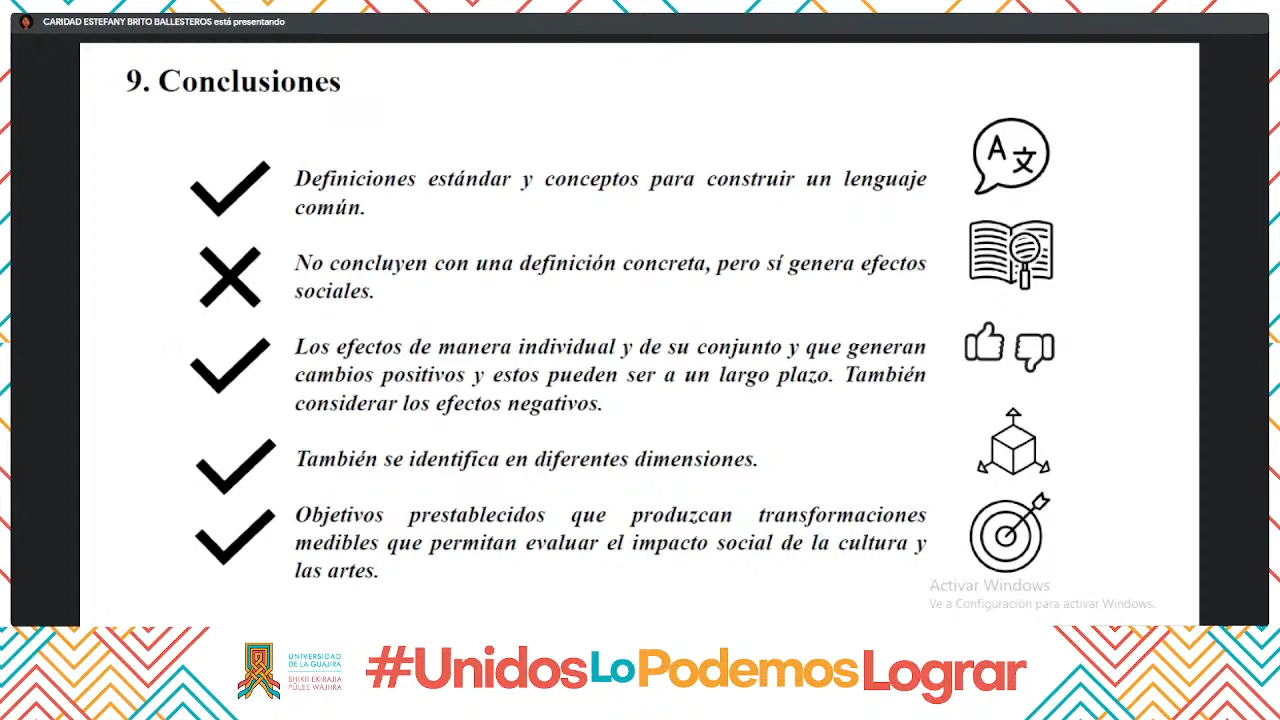 CARIDAD ESTEFANY BRITO BALLESTEROS está presentando
9. Conclusiones
Definiciones estándar y conceptos para construir un lenguaje
común.
No concluyen con una definición concreta, pero sí genera efectos
sociales.
Los efectos de manera individual y de su conjunto y que generan
cambios positivos y estos pueden ser a un largo plazo. También
considerar los efectos negativos.
También se identifica en diferentes dimensiones.
Objetivos prestablecidos que produzcan transformaciones
medibles que permitan evaluar el impacto social de la cultura y
las artes.
A 文
Activar Windows
Ve a Configuración para activar Windows.
UNIVERSIDAD
DE LA GUAJIRA
SHIKII EKIRAJIA
PÜLEE WAJIIRA
#UnidosLoPodemosLograr